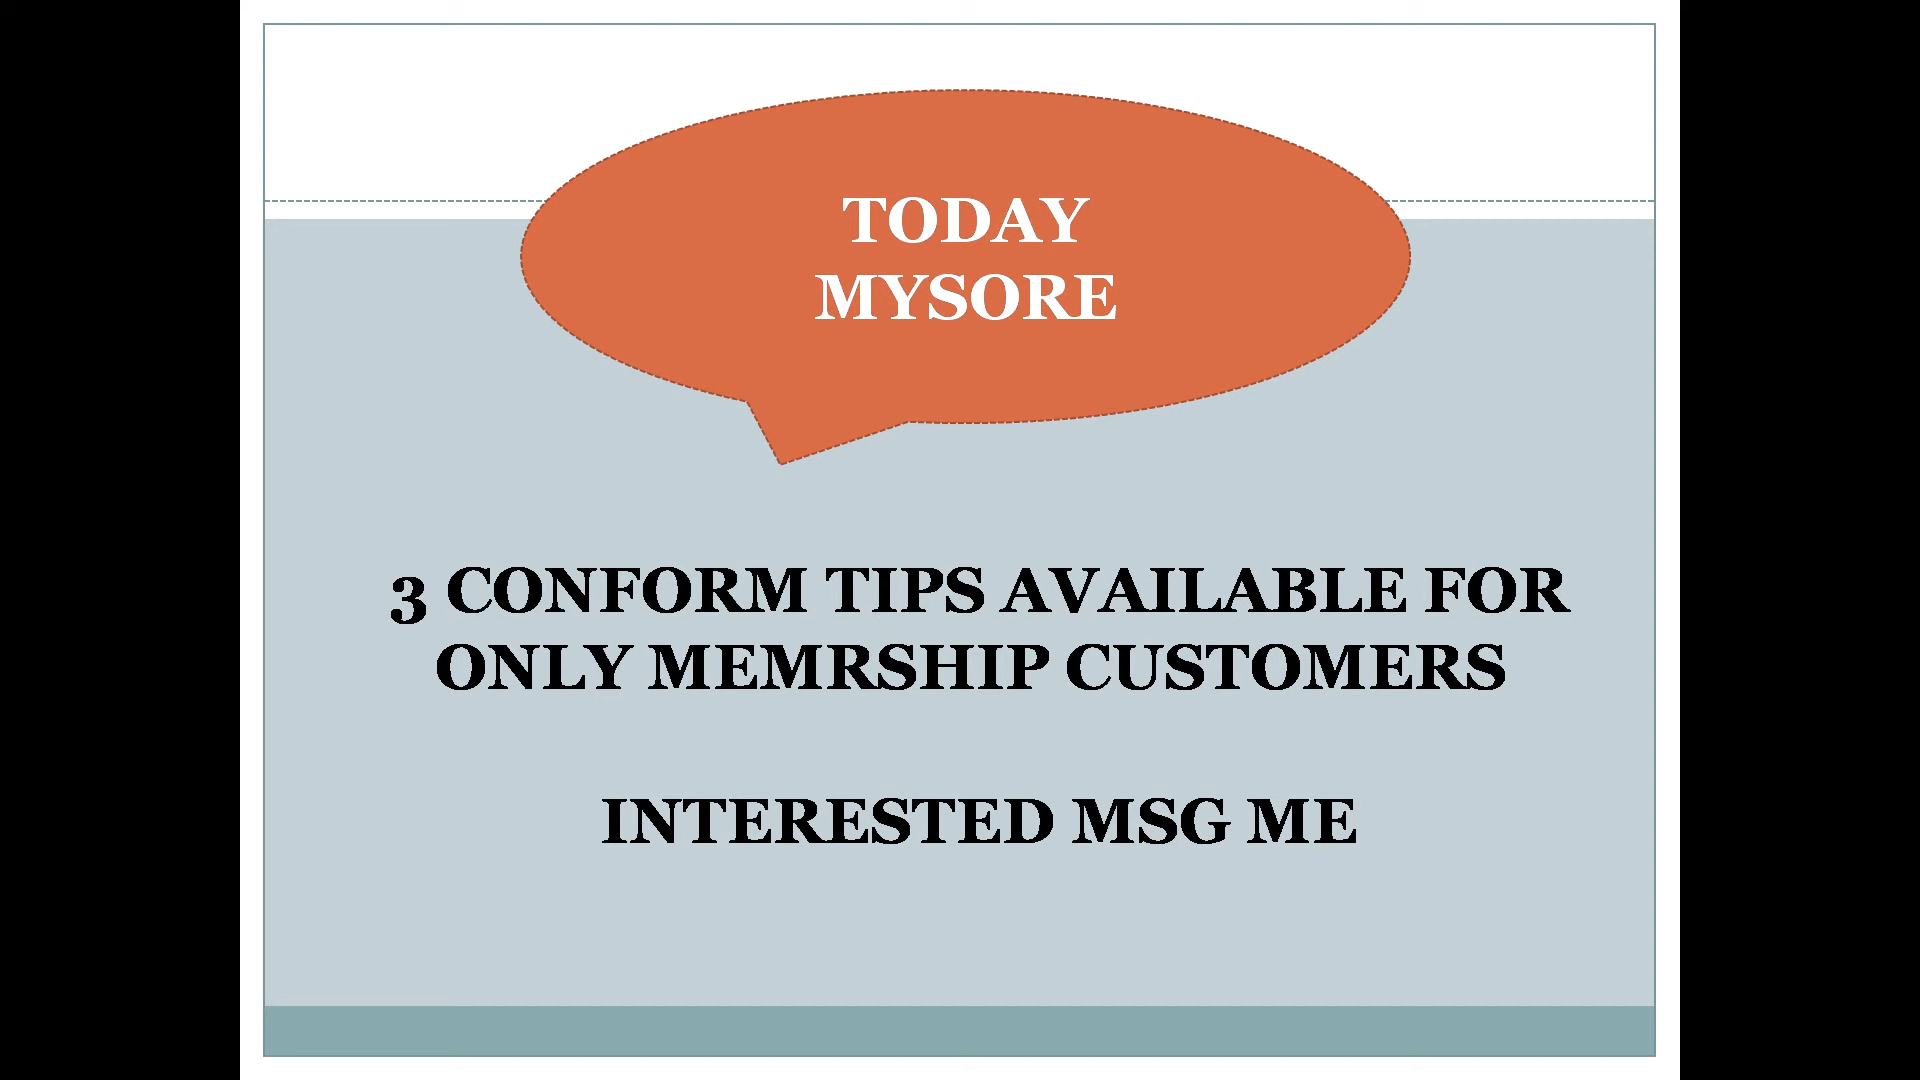 TODAY
MYSORE
3 CONFORM TIPS AVAILABLE FOR
ONLY MEMRSHIP CUSTOMERS
INTERESTED MSG ME